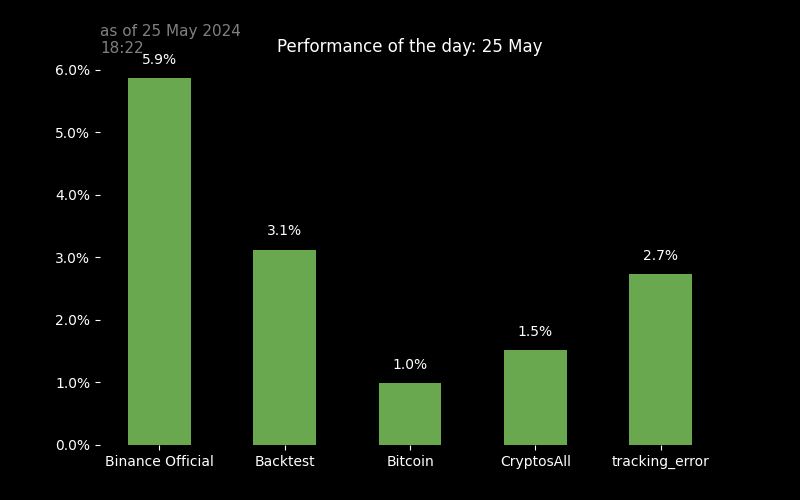 as of 25 May 2024
18:22
Performance of the day: 25 May
6.0%
5.0%
4.0%
3.0%
2.0%
1.0%
0.0%
5.9%
3.1%
1.0%
1.5%
2.7%
Binance Official
Backtest
Bitcoin
CryptosAll
tracking_error